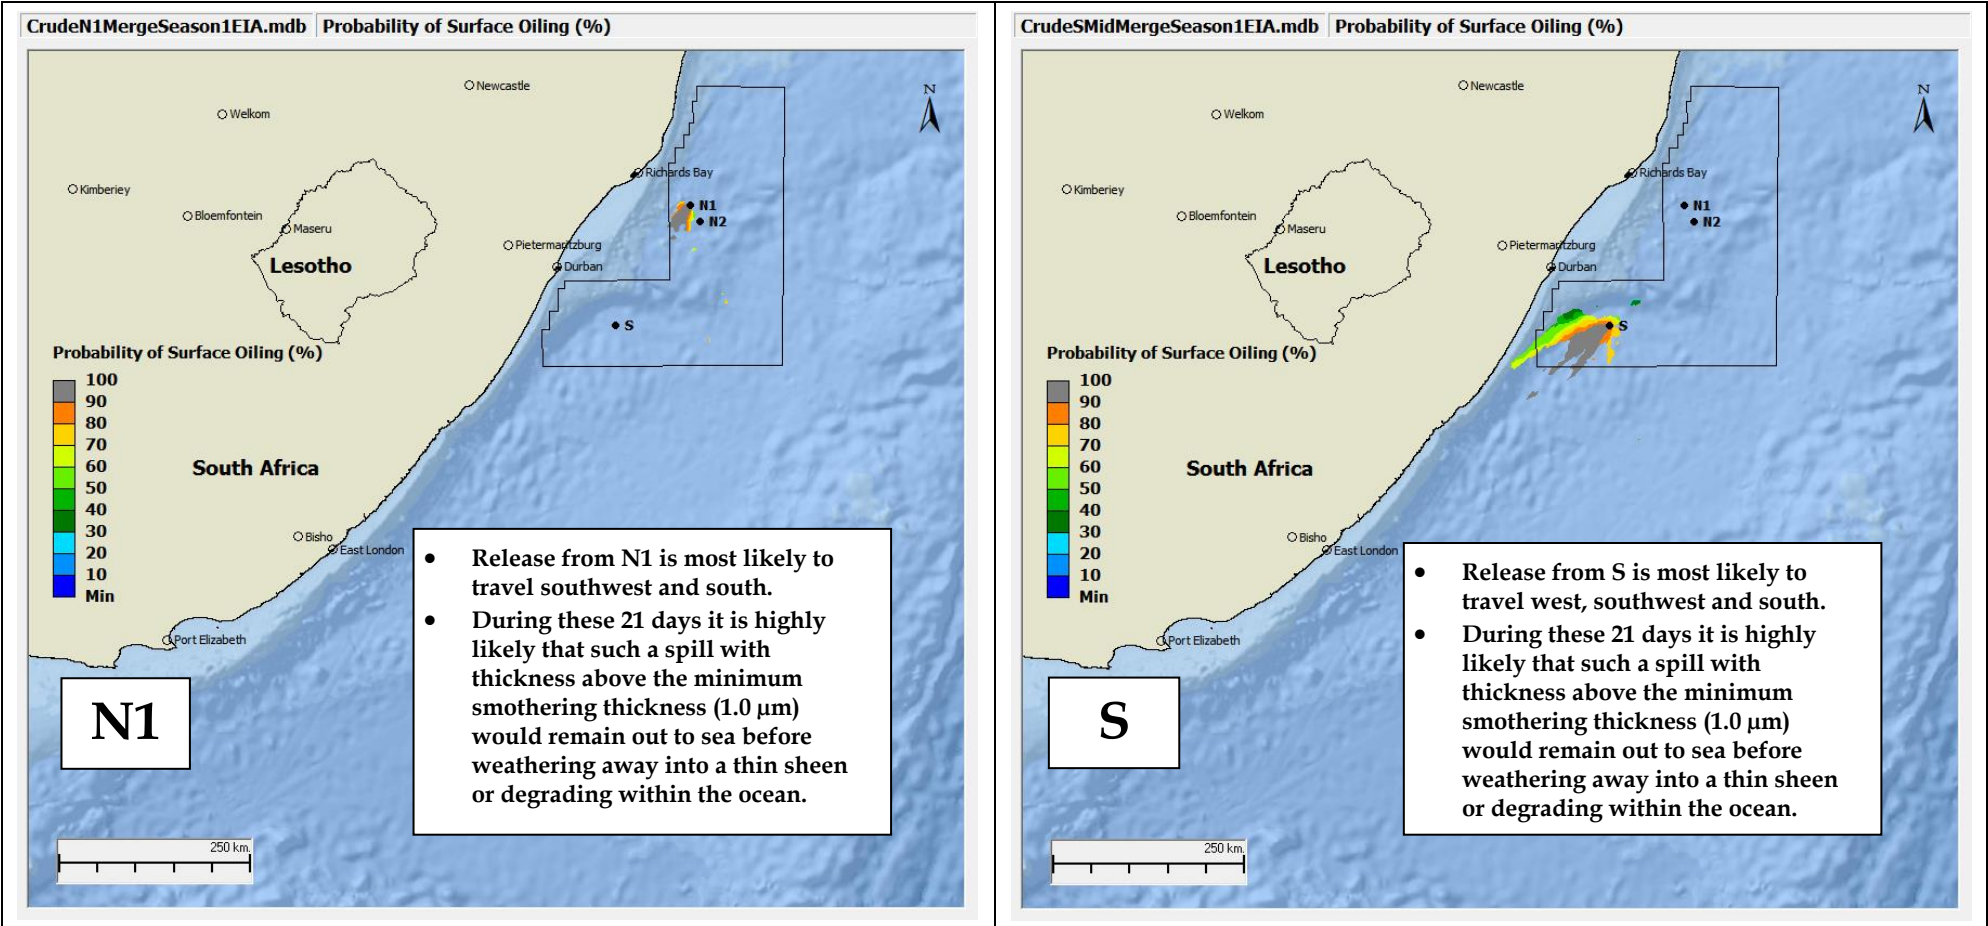 CrudeN1MergeSeason1EIA.mdb Probability of Surface Oiling (%)
N
Newcastle
Welkom
Richards Bay
Kimberley
N1
Bloemfontein
N2
Maseru
Pietermaritzburg
Lesotho
Durban
S
Probability of Surface Oiling (%)
100
90
80
70
60
50
40
30
20
10
Min
South Africa
Bisho
East London
Port Elizabeth
• Release from N1 is most likely to
travel southwest and south.
• During these 21 days it is highly
likely that such a spill with
thickness above the minimum
smothering thickness (1.0 µm)
would remain out to sea before
weathering away into a thin sheen
or degrading within the ocean.
N1
250 km.
CrudeSMidMergeSeason1EIA.mdb Probability of Surface Oiling (%)
N
Newcastle
Welkom
Richards Bay
Kimberley
N1
Bloemfontein
N2
Maseru
Pietermaritzburg
Lesotho
Durban
S
Probability of Surface Oiling (%)
100
90
80
70
60
50
40
30
20
10
Min
South Africa
Bisho
East London
Port Elizabeth
• Release from S is most likely to
travel west, southwest and south.
• During these 21 days it is highly
likely that such a spill with
thickness above the minimum
smothering thickness (1.0 µm)
would remain out to sea before
weathering away into a thin sheen
or degrading within the ocean.
S
250 km.